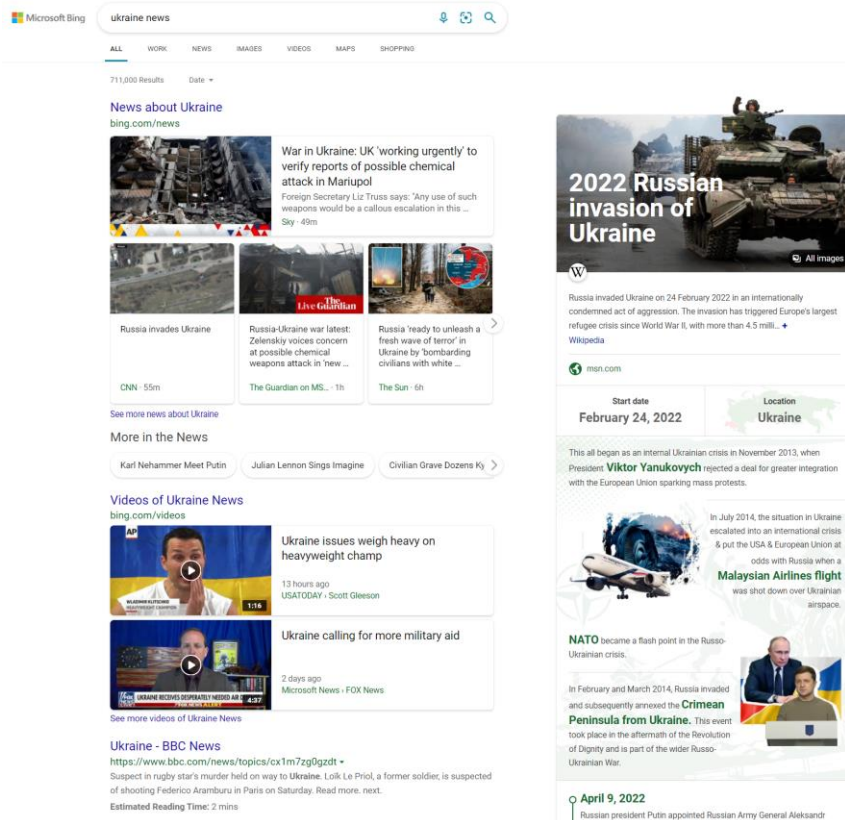 Microsoft Bing
ukraine news
ALL WORK NEWS IMAGES VIDEOS MAPS SHOPPING
711,000 Results Date
News about Ukraine
bing.com/news
War in Ukraine: UK 'working urgently' to
verify reports of possible chemical
attack in Mariupol
Foreign Secretary Liz Truss says: "Any use of such
weapons would be a callous escalation in this ...
Sky · 49m
Russia invades Ukraine
CNN · 55m
Live The Guardian
Russia-Ukraine war latest:
Zelenskiy voices concern
at possible chemical
weapons attack in 'new ...
The Guardian on MS... · 1h
Russia 'ready to unleash a
fresh wave of terror' in
Ukraine by 'bombarding
civilians with white ...
The Sun · 6h
See more news about Ukraine
More in the News
Karl Nehammer Meet Putin
Julian Lennon Sings Imagine
Civilian Grave Dozens Ky
Videos of Ukraine News
bing.com/videos
AP
WLADIMIR KLITSCHKO
HEAVYWEIGHT CHAMPION
1:16
Ukraine issues weigh heavy on
heavyweight champ
13 hours ago
USATODAY › Scott Gleeson
UKRAINE RECEIVES DESPERATELY NEEDED AIR
FOX NEWS ALERT
4:37
Ukraine calling for more military aid
2 days ago
Microsoft News › FOX News
See more videos of Ukraine News
Ukraine - BBC News
https://www.bbc.com/news/topics/cx1m7zg0gzdt
Suspect in rugby star's murder held on way to Ukraine. Loïk Le Priol, a former soldier, is suspected
of shooting Federico Aramburu in Paris on Saturday. Read more. next.
Estimated Reading Time: 2 mins
2022 Russian
invasion of
Ukraine
All images
W
Russia invaded Ukraine on 24 February 2022 in an internationally
condemned act of aggression. The invasion has triggered Europe's largest
refugee crisis since World War II, with more than 4.5 milli... +
Wikipedia
msn.com
Start date
February 24, 2022
Location
Ukraine
This all began as an internal Ukrainian crisis in November 2013, when
President Viktor Yanukovych rejected a deal for greater integration
with the European Union sparking mass protests.
In July 2014, the situation in Ukraine
escalated into an international crisis
& put the USA & European Union at
odds with Russia when a
Malaysian Airlines flight
was shot down over Ukrainian
airspace.
NATO became a flash point in the Russo-
Ukrainian crisis.
In February and March 2014, Russia invaded
and subsequently annexed the Crimean
Peninsula from Ukraine. This event
took place in the aftermath of the Revolution
of Dignity and is part of the wider Russo-
Ukrainian War.
April 9, 2022
Russian president Putin appointed Russian Army General Aleksandr